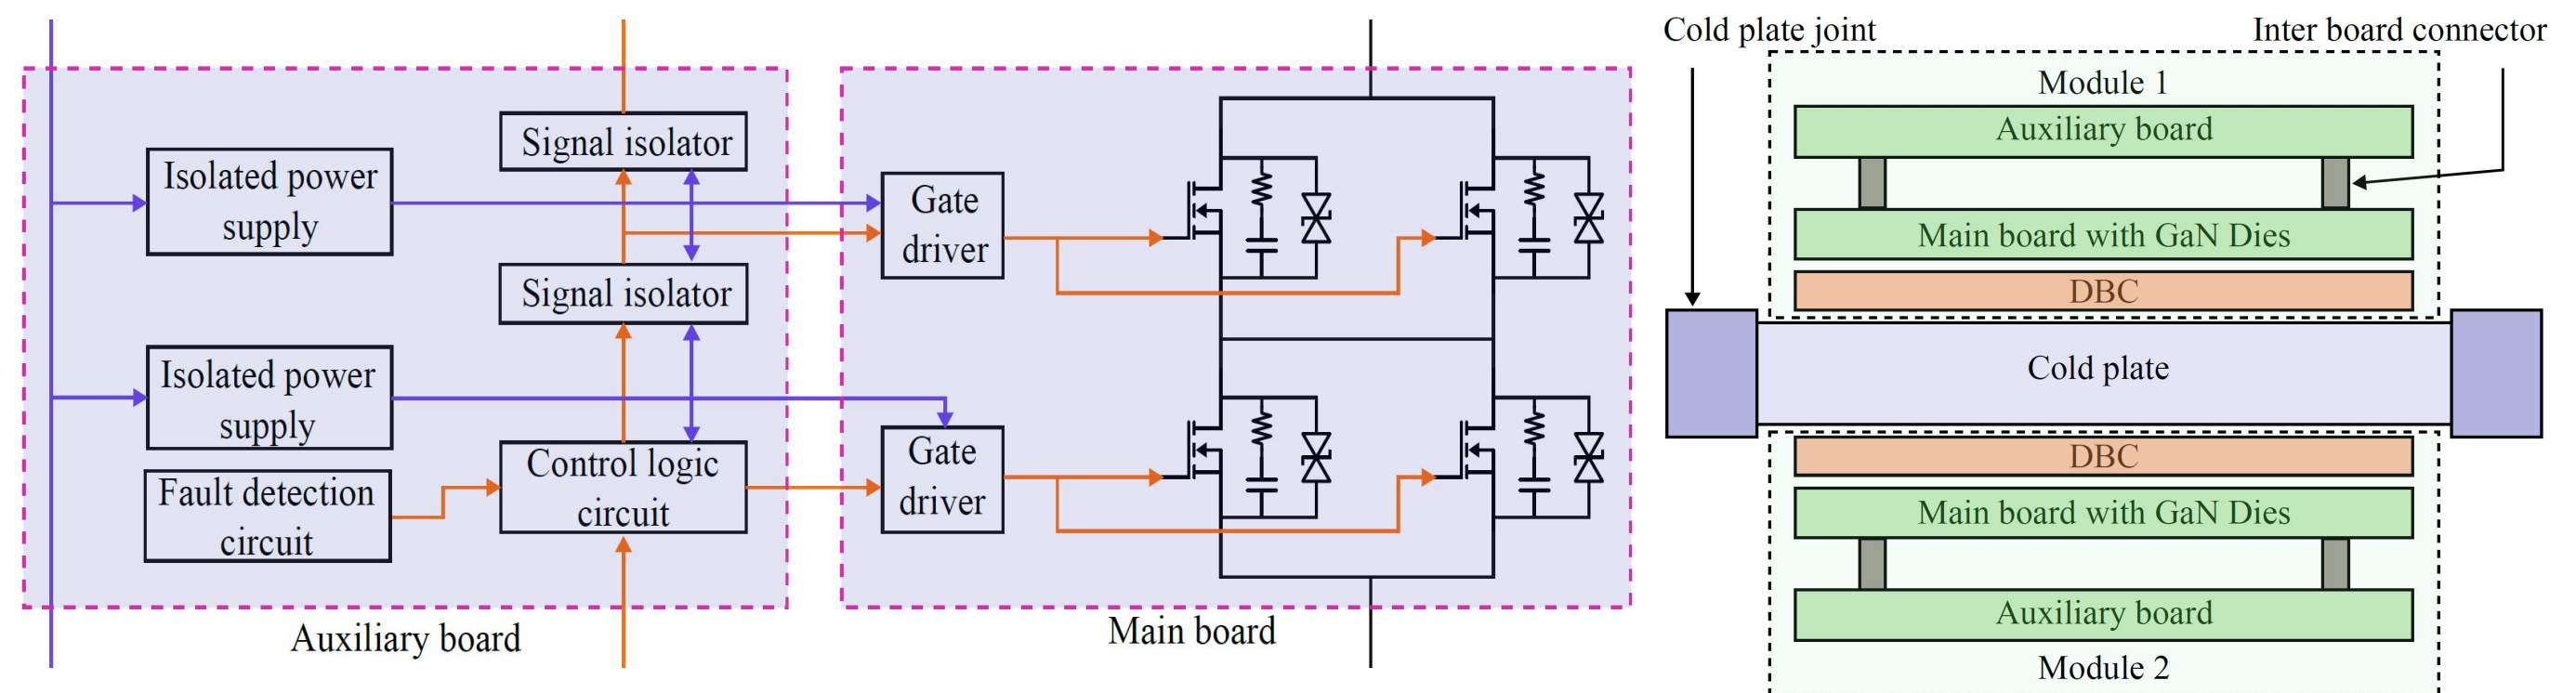 Signal isolator
Isolated power
supply
Signal isolator
Isolated power
supply
Control logic
circuit
Fault detection
circuit
Auxiliary board
Gate
driver
Gate
driver
Main board
Cold plate joint
Inter board connector
Module 1
Auxiliary board
Main board with GaN Dies
DBC
Cold plate
DBC
Main board with GaN Dies
Auxiliary board
Module 2